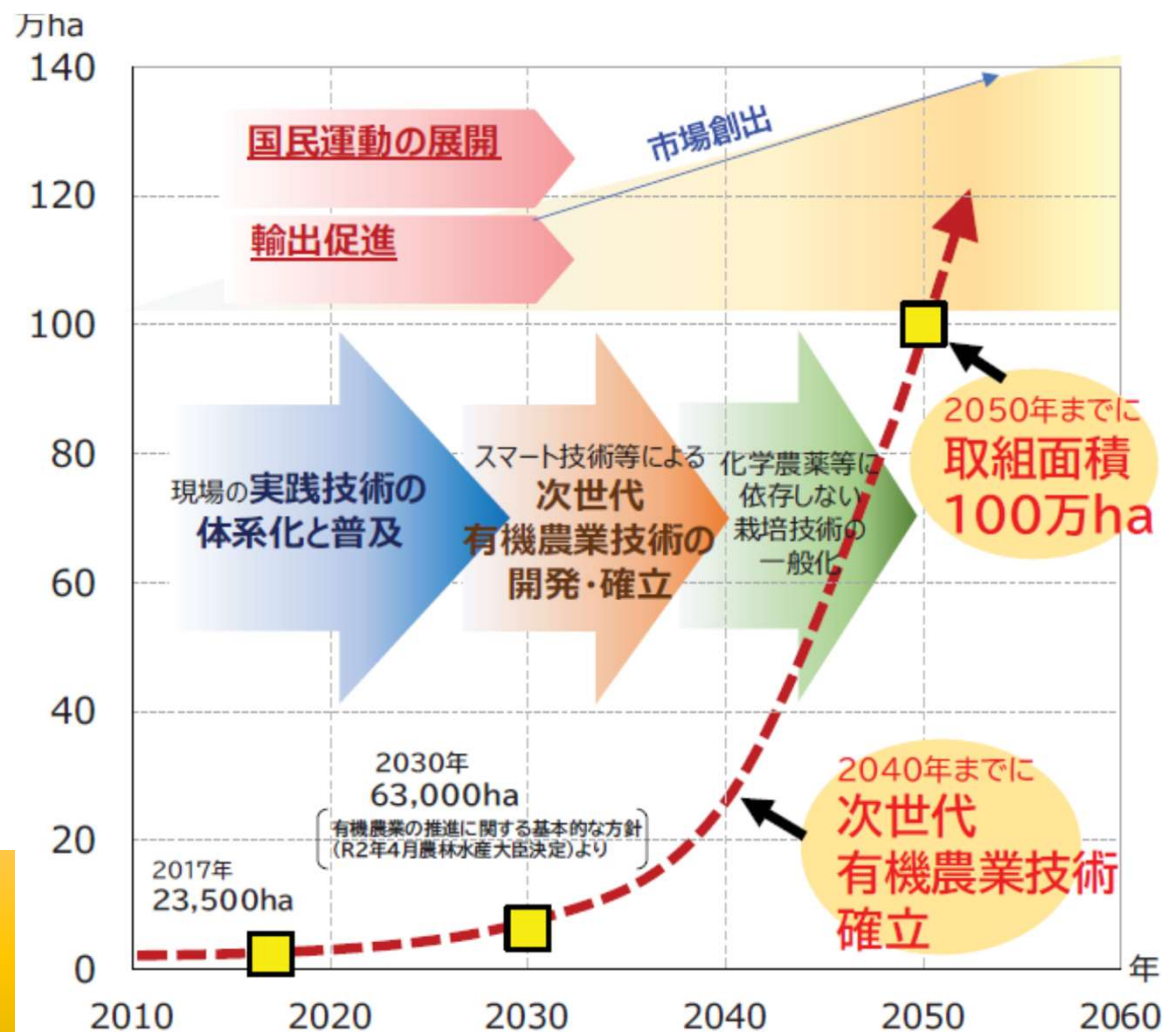 万ha
140
120
100
80
60
40
20
0
国民運動の展開
輸出促進
市場創出
現場の実践技術の
体系化と普及
スマート技術等による
次世代
有機農業技術の
開発・確立
化学農薬等に
依存しない
栽培技術の
一般化
2050年までに
取組面積
100万ha
2030年
63,000ha
有機農業の推進に関する基本的な方針
(R2年4月農林水産大臣決定)より
2017年
23,500ha
2040年までに
次世代
有機農業技術
確立
年
2010 2020 2030 2040 2050 2060